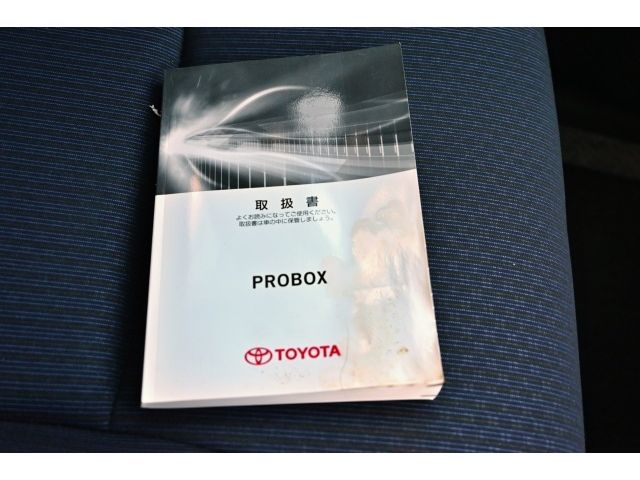 取扱書
よくお読みになってご使用ください。
取扱書は車の中に保管しましょう。
PROBOX
TOYOTA